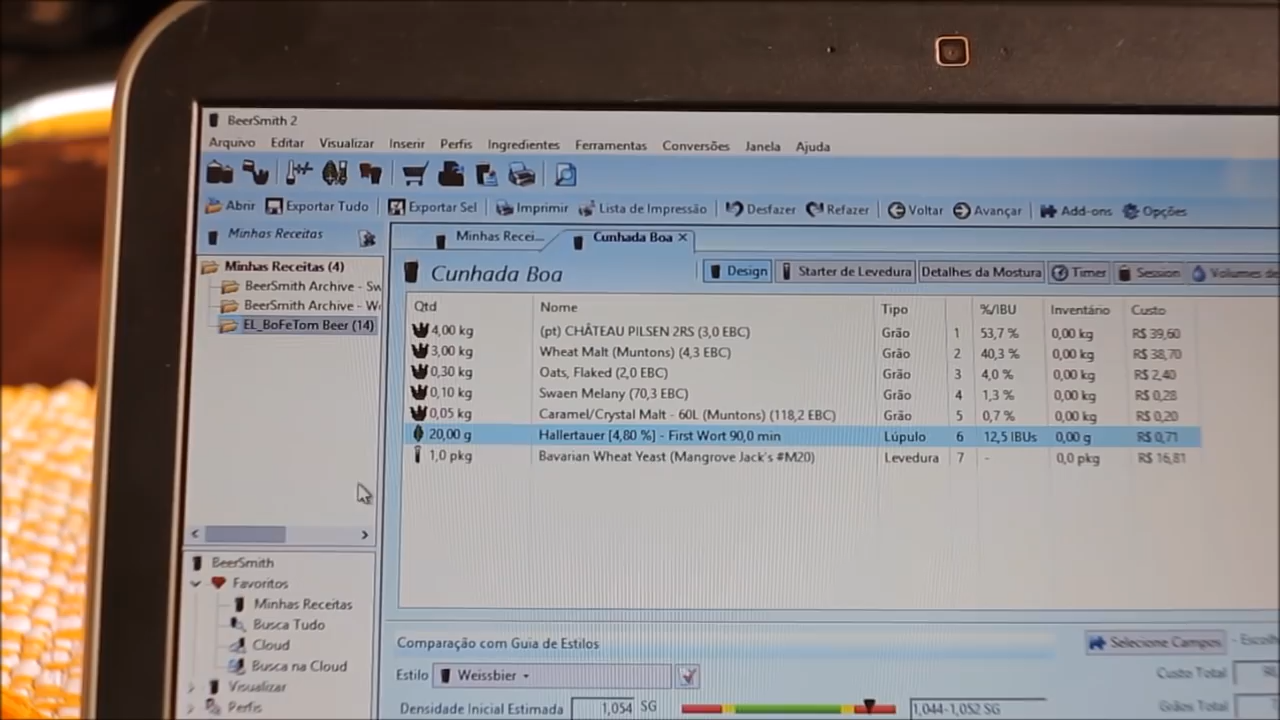 BeerSmith 2
Arquivo Editar Visualizar Inserir Perfis Ingredientes Ferramentas Conversões Janela Ajuda
Abrir Exportar Tudo Exportar Sel Imprimir Lista de Impressão Desfazer Refazer Voltar Avançar Add-ons Opções
Minhas Receitas Minhas Recei... Cunhada Boa
Minhas Receitas (4)
BeerSmith Archive - Sw
BeerSmith Archive - W
EL_BoFeTom Beer (14)
Cunhada Boa Design Starter de Levedura Detalhes da Mostura Timer Session Volumes de
Qtd Nome Tipo %/IBU Inventário Custo
4,00 kg (pt) CHÂTEAU PILSEN 2RS (3,0 EBC) Grão 1 53,7 % 0,00 kg R$ 39,60
3,00 kg Wheat Malt (Muntons) (4,3 EBC) Grão 2 40,3 % 0,00 kg R$ 38,70
0,30 kg Oats, Flaked (2,0 EBC) Grão 3 4,0 % 0,00 kg R$ 2,40
0,10 kg Swaen Melany (70,3 EBC) Grão 4 1,3 % 0,00 kg R$ 0,28
0,05 kg Caramel/Crystal Malt - 60L (Muntons) (118,2 EBC) Grão 5 0,7 % 0,00 kg R$ 0,20
20,00 g Hallertauer [4,80 %] - First Wort 90,0 min Lúpulo 6 12,5 IBUs 0,00 g R$ 0,71
1,0 pkg Bavarian Wheat Yeast (Mangrove Jack's #M20) Levedura 7 - 0,0 pkg R$ 16,81
BeerSmith
Favoritos
Minhas Receitas
Busca Tudo
Cloud
Busca na Cloud
Visualizar
Perfis
Comparação com Guia de Estilos Selecione Campos
Estilo Weissbier Custo Total
Densidade Inicial Estimada 1,054 SG 1,044-1,052 SG Grãos Total